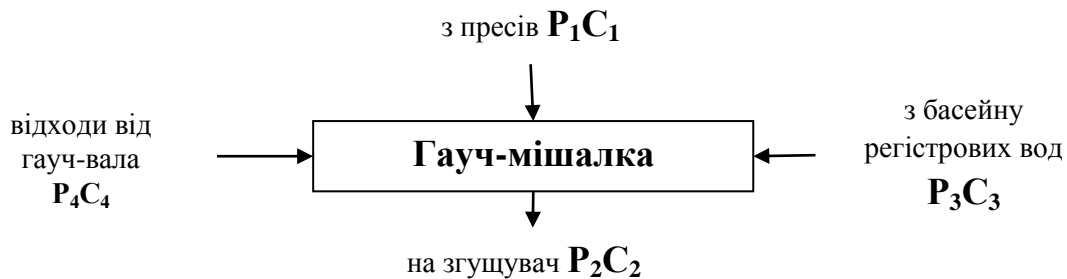 з пресів P₁C₁
відходи від
гауч-вала
P₄C₄
Гауч-мішалка
з басейну
регістрових вод
P₃C₃
на згущувач P₂C₂